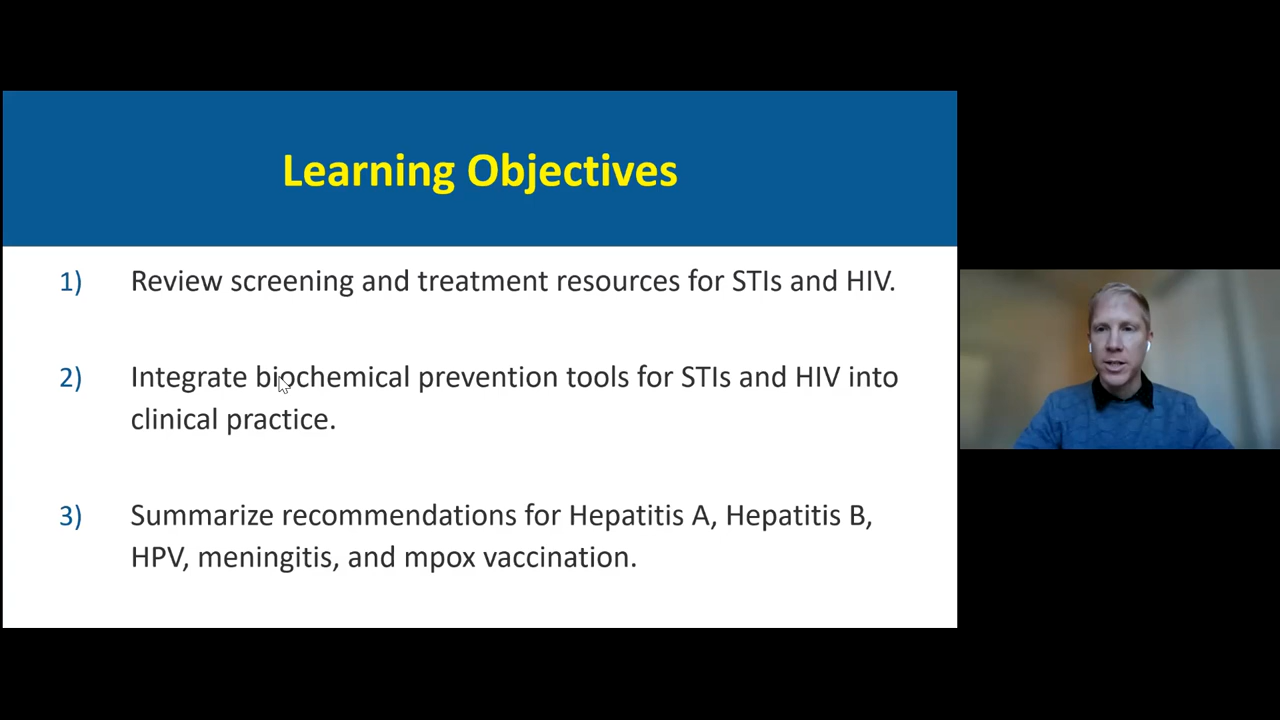 Learning Objectives
1) Review screening and treatment resources for STIs and HIV.
2) Integrate biochemical prevention tools for STIs and HIV into
clinical practice.
3) Summarize recommendations for Hepatitis A, Hepatitis B,
HPV, meningitis, and mpox vaccination.